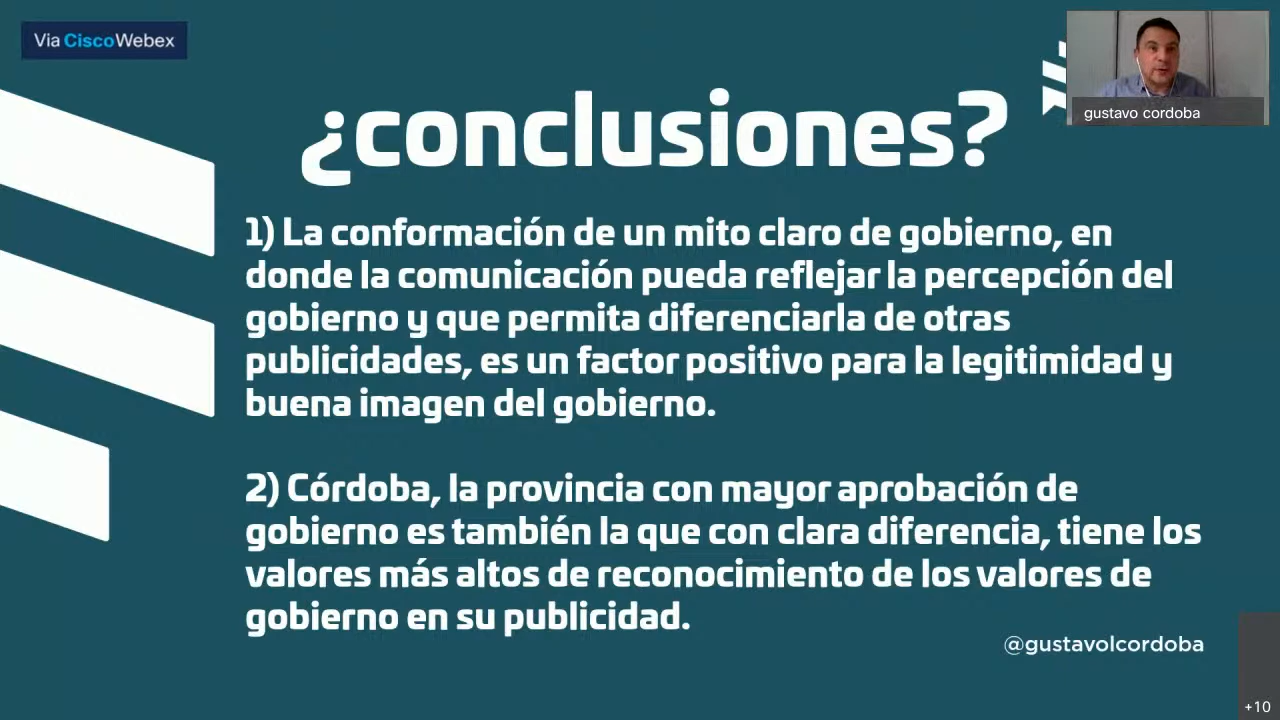 Via CiscoWebex
gustavo cordoba
¿conclusiones?
1) La conformación de un mito claro de gobierno, en
donde la comunicación pueda reflejar la percepción del
gobierno y que permita diferenciarla de otras
publicidades, es un factor positivo para la legitimidad y
buena imagen del gobierno.
2) Córdoba, la provincia con mayor aprobación de
gobierno es también la que con clara diferencia, tiene los
valores más altos de reconocimiento de los valores de
gobierno en su publicidad.
@gustavolcordoba
+10